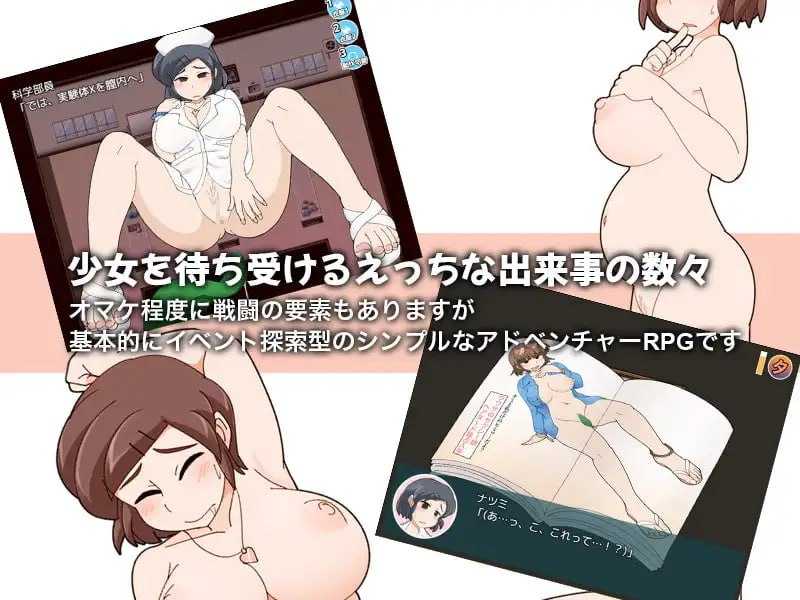 1
2
3
科学部員
「では、実験体Xを膣内へ」
少女を待ち受けるえっちな出来事の数々
オマケ程度に戦闘の要素もありますが
基本的にイベント探索型のシンプルなアドベンチャーRPGです
夕
ナツミ
「(あ…っ、こ、これって…！？)」